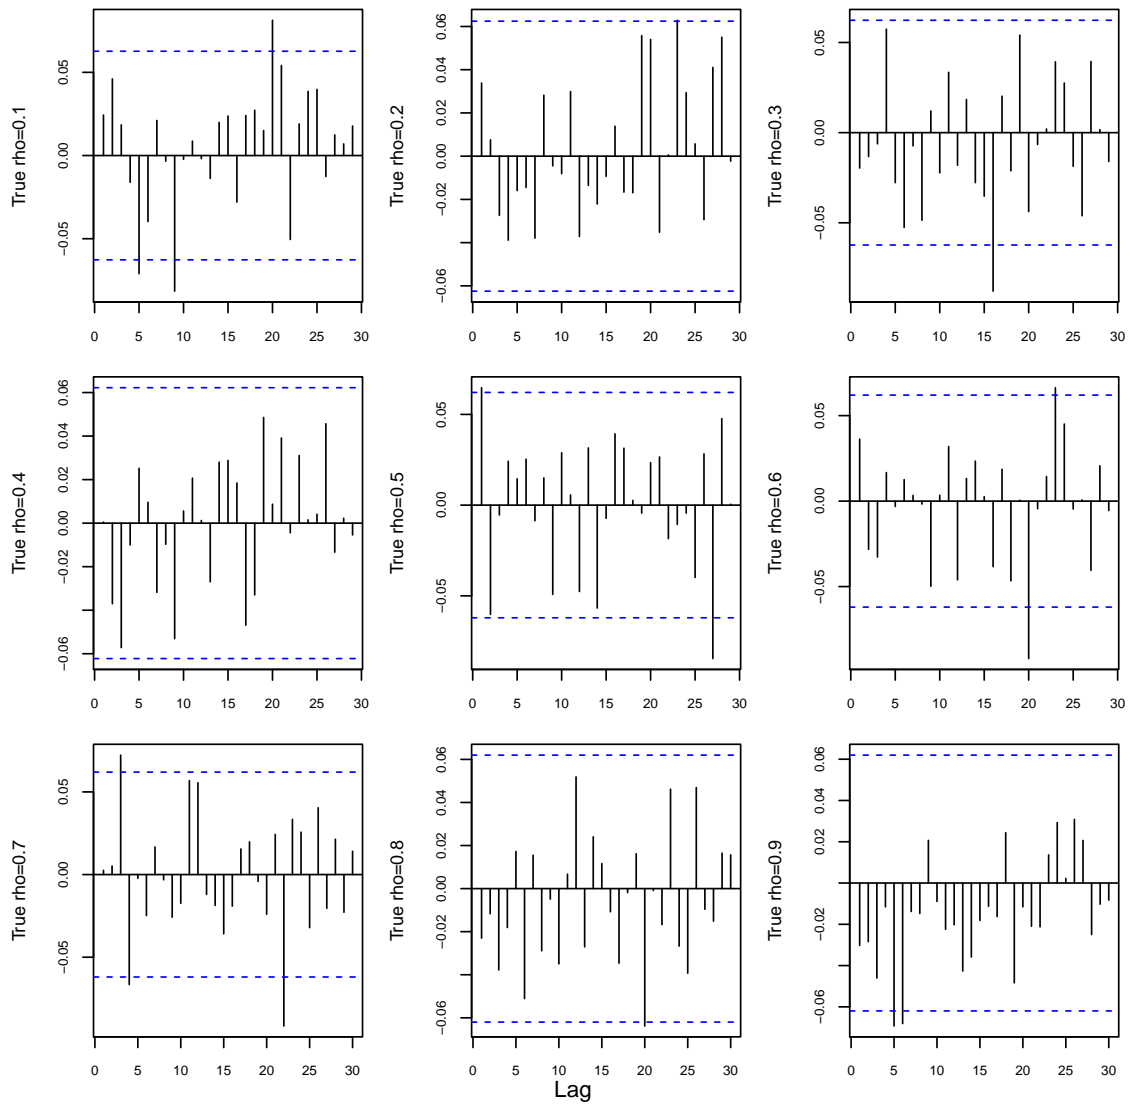 True rho=0.1
−0.05 0.00 0.05
0 5 10 15 20 25 30
True rho=0.2
−0.06 −0.02 0.00 0.02 0.04 0.06
0 5 10 15 20 25 30
True rho=0.3
−0.05 0.00 0.05
0 5 10 15 20 25 30
True rho=0.4
−0.06 −0.02 0.00 0.02 0.04 0.06
0 5 10 15 20 25 30
True rho=0.5
−0.05 0.00 0.05
0 5 10 15 20 25 30
True rho=0.6
−0.05 0.00 0.05
0 5 10 15 20 25 30
True rho=0.7
−0.05 0.00 0.05
0 5 10 15 20 25 30
True rho=0.8
−0.06 −0.02 0.00 0.02 0.04 0.06
0 5 10 15 20 25 30
True rho=0.9
−0.06 −0.02 0.02 0.04 0.06
0 5 10 15 20 25 30
Lag